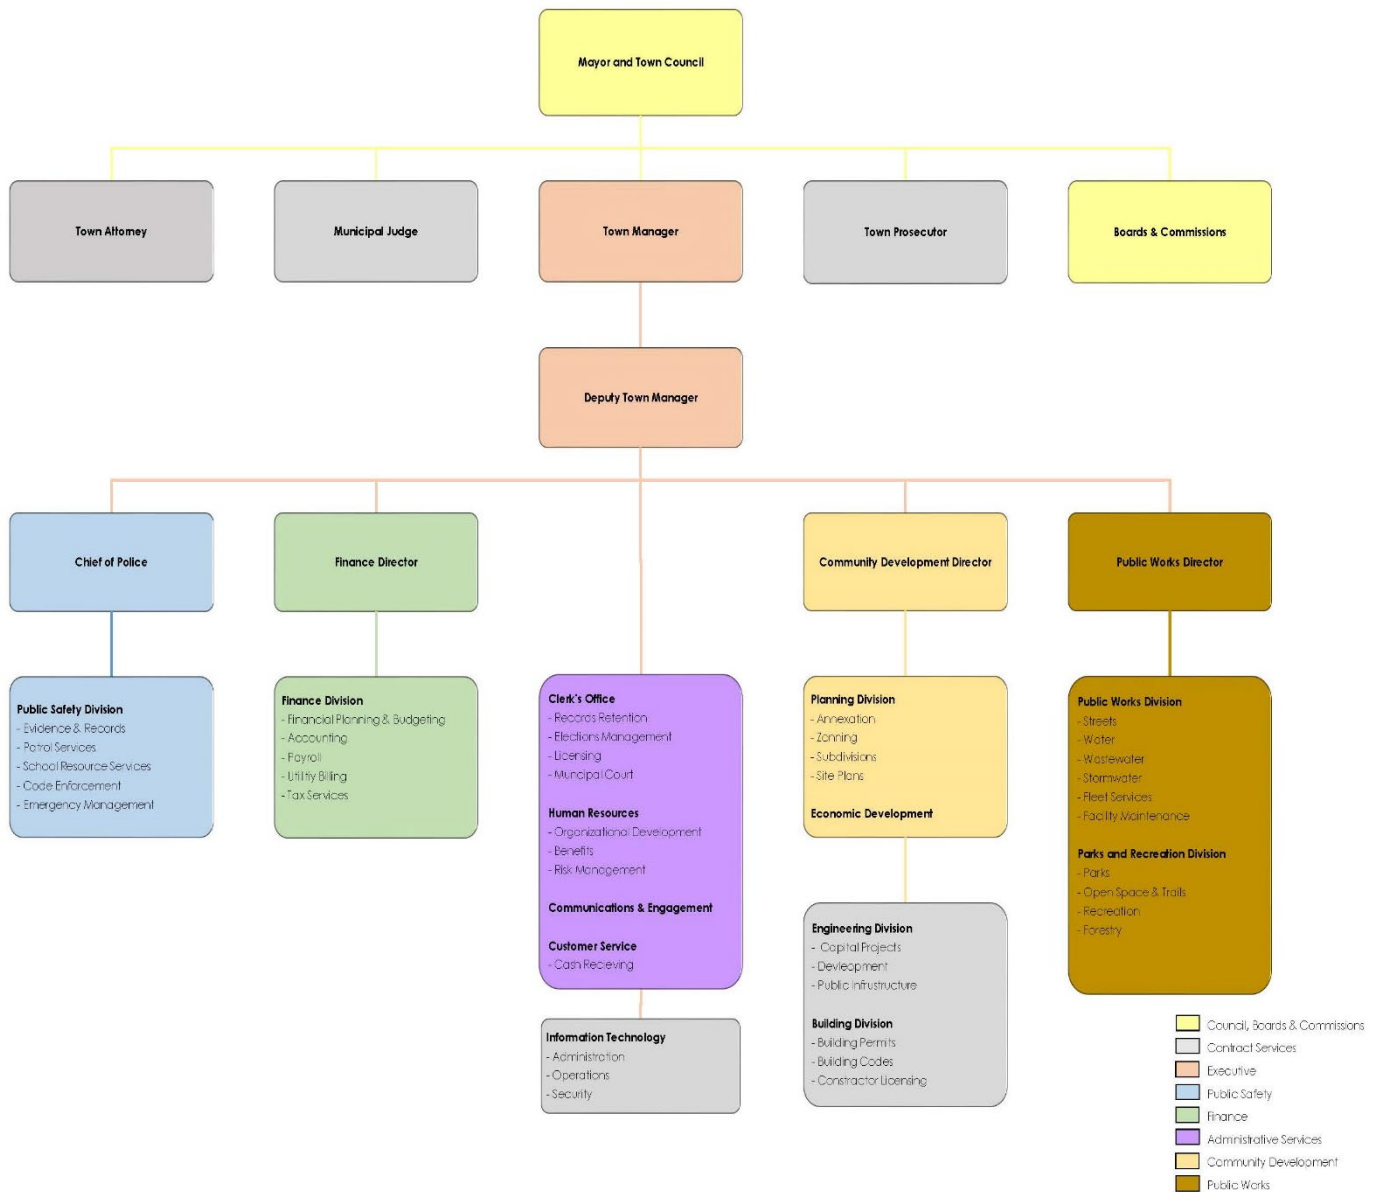 Mayor and Town Council
Town Attorney
Municipal Judge
Town Manager
Town Prosecutor
Boards & Commissions
Deputy Town Manager
Chief of Police
Finance Director
Community Development Director
Public Works Director
Public Safety Division
- Evidence & Records
- Patrol Services
- School Resource Services
- Code Enforcement
- Emergency Management
Finance Division
- Financial Planning & Budgeting
- Accounting
- Payroll
- Utiltiy Billing
- Tax Services
Clerk's Office
- Records Retention
- Elections Management
- Licensing
- Muncipal Court
Human Resources
- Organizational Development
- Benefits
- Risk Management
Communications & Engagement
Customer Service
- Cash Recieving
Information Technology
- Administration
- Operations
- Security
Planning Division
- Annexation
- Zonning
- Subdivisions
- Site Plans
Economic Development
Engineering Division
- Capital Projects
- Devleopment
- Public Infrustructure
Building Division
- Building Permits
- Building Codes
- Constractor Licensing
Public Works Division
- Streets
- Water
- Wastewater
- Stormwater
- Fleet Services
- Facility Maintenance
Parks and Recreation Division
- Parks
- Open Space & Trails
- Recreation
- Forestry
Council, Boards & Commissions
Contract Services
Executive
Public Safety
Finance
Administrative Services
Community Development
Public Works